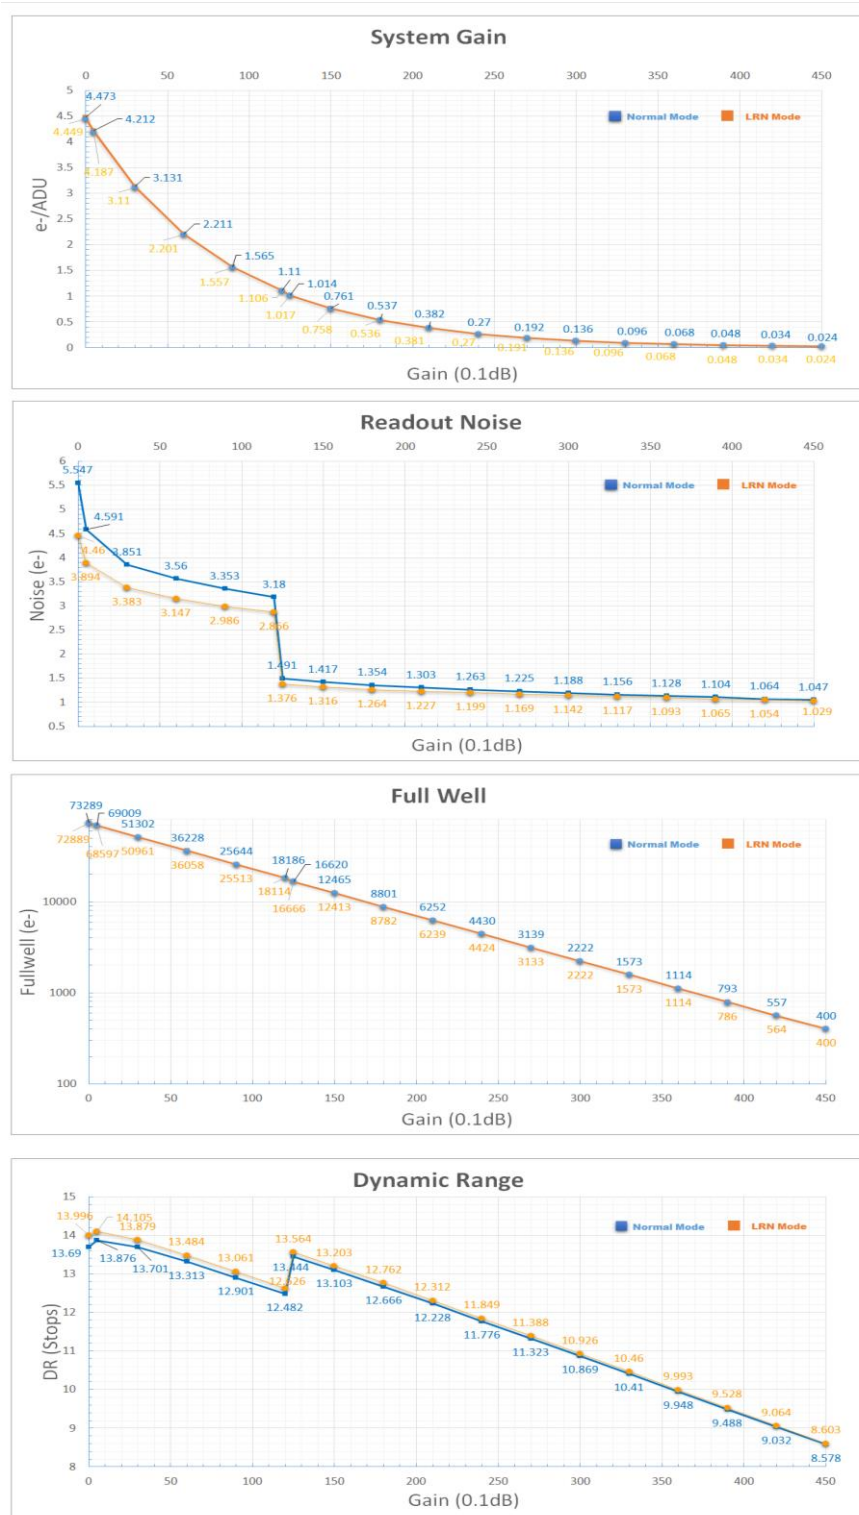 System Gain
0 50 100 150 200 250 300 350 400 450
5
4.5
4
3.5
3
2.5
2
1.5
1
0.5
0
e-/ADU
Normal Mode LRN Mode
4.473 4.212 3.131 2.211 1.565 1.11 1.014 0.761 0.537 0.382 0.27 0.192 0.136 0.096 0.068 0.048 0.034 0.024
4.449 4.187 3.11 2.201 1.557 1.106 1.017 0.758 0.536 0.381 0.27 0.191 0.136 0.096 0.068 0.048 0.034 0.024
Gain (0.1dB)
Readout Noise
0 50 100 150 200 250 300 350 400 450
6
5.5
5
4.5
4
3.5
3
2.5
2
1.5
1
0.5
Noise (e-)
Normal Mode LRN Mode
5.547 4.591 3.851 3.56 3.353 3.18 1.491 1.417 1.354 1.303 1.263 1.225 1.188 1.156 1.128 1.104 1.064 1.047
4.46 3.894 3.383 3.147 2.986 2.866 1.376 1.316 1.264 1.227 1.199 1.169 1.142 1.117 1.093 1.065 1.054 1.029
Gain (0.1dB)
Full Well
Normal Mode LRN Mode
73289 69009 51302 36228 25644 18186 16620 12465 8801 6252 4430 3139 2222 1573 1114 793 557 400
72889 68597 50961 36058 25513 18114 16666 12413 8782 6239 4424 3133 2222 1573 1114 786 564 400
10000
1000
100
Fullwell (e-)
0 50 100 150 200 250 300 350 400 450
Gain (0.1dB)
Dynamic Range
15
14
13
12
11
10
9
8
DR (Stops)
Normal Mode LRN Mode
13.996 14.105 13.879 13.484 13.061 12.626 13.564 13.203 12.762 12.312 11.849 11.388 10.926 10.46 9.993 9.528 9.064 8.603
13.69 13.876 13.701 13.313 12.901 12.482 13.444 13.103 12.666 12.228 11.776 11.323 10.869 10.41 9.948 9.488 9.032 8.578
0 50 100 150 200 250 300 350 400 450
Gain (0.1dB)